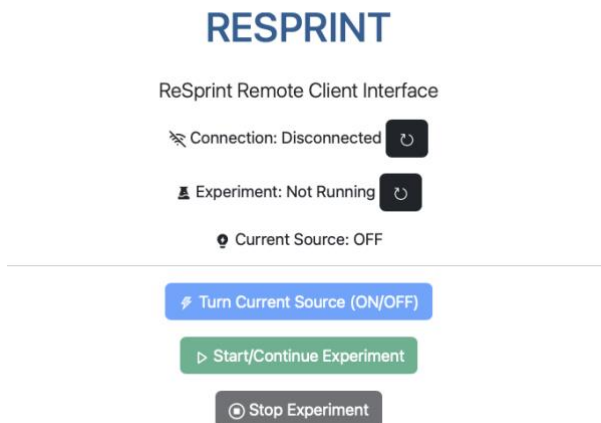 RESPRINT
ReSprint Remote Client Interface
Connection: Disconnected
Experiment: Not Running
Current Source: OFF
Turn Current Source (ON/OFF)
Start/Continue Experiment
Stop Experiment